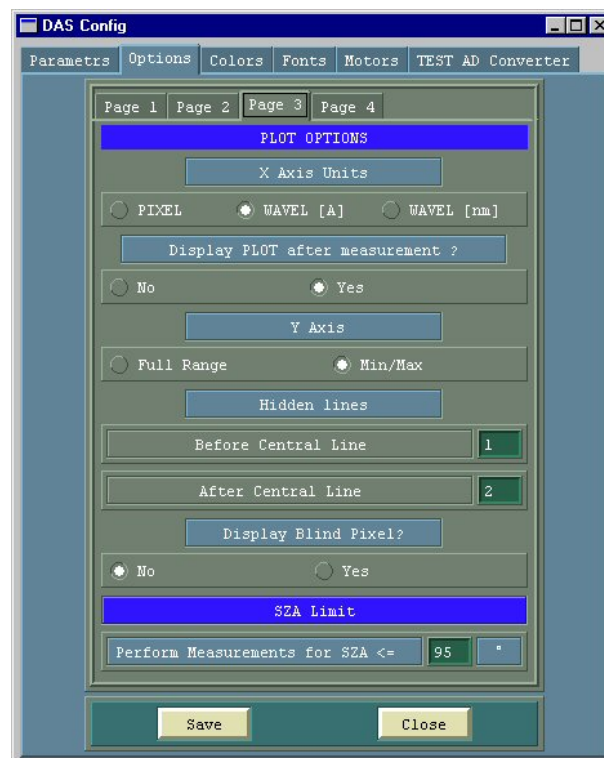 DAS Config
Parametrs Options Colors Fonts Motors TEST AD Converter
Page 1 Page 2 Page 3 Page 4
PLOT OPTIONS
X Axis Units
PIXEL WAVEL [A] WAVEL [nm]
Display PLOT after measurement ?
No Yes
Y Axis
Full Range Min/Max
Hidden lines
Before Central Line 1
After Central Line 2
Display Blind Pixel?
No Yes
SZA Limit
Perform Measurements for SZA <= 95 °
Save Close